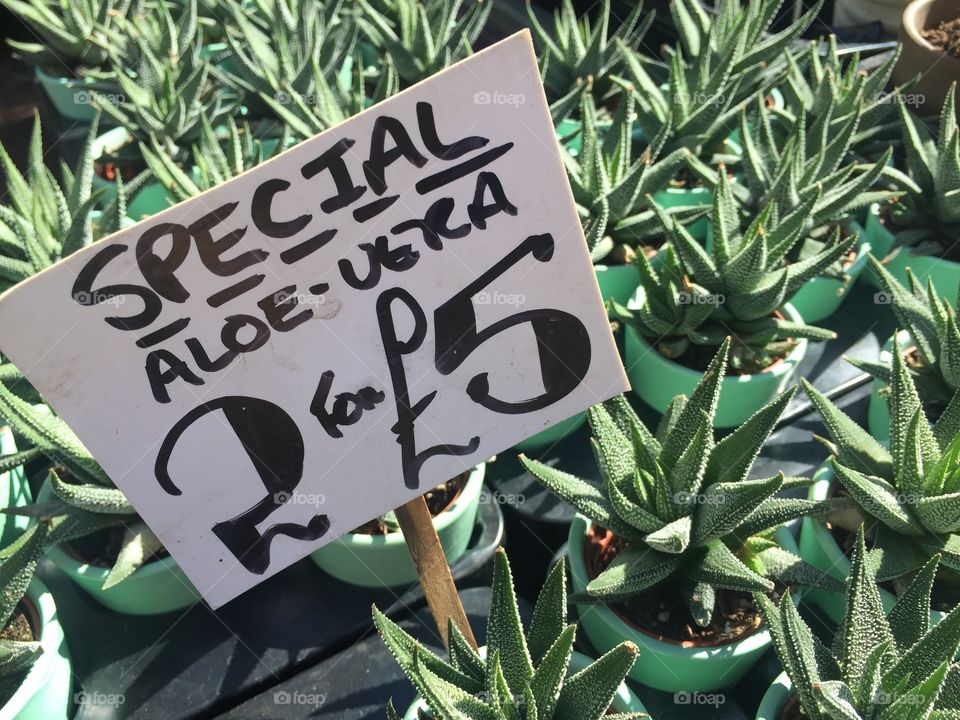 SPECIAL
ALOE-VERA
2 for £5